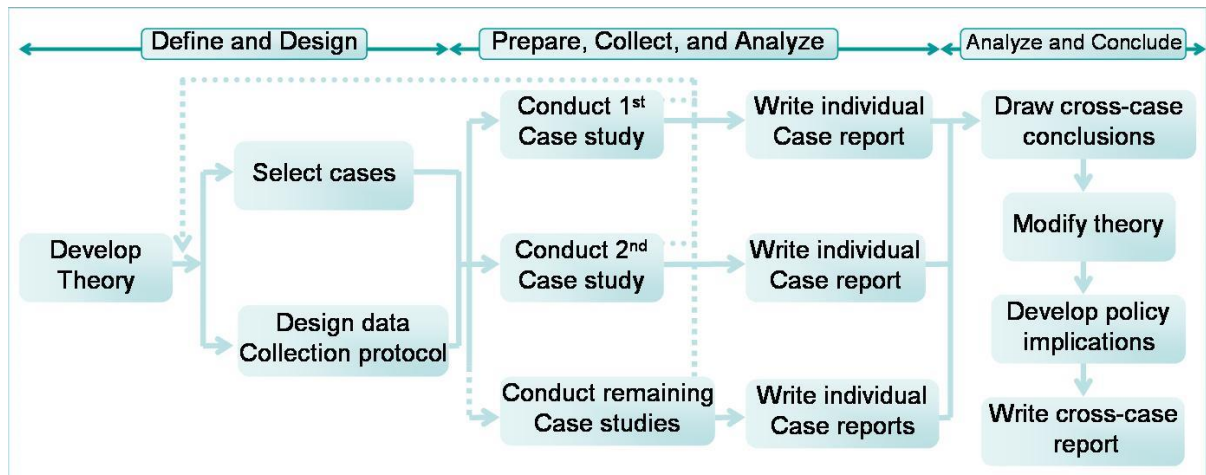 Define and Design
Prepare, Collect, and Analyze
Analyze and Conclude
Develop
Theory
Select cases
Design data
Collection protocol
Conduct 1st
Case study
Conduct 2nd
Case study
Conduct remaining
Case studies
Write individual
Case report
Write individual
Case report
Write individual
Case reports
Draw cross-case
conclusions
Modify theory
Develop policy
implications
Write cross-case
report